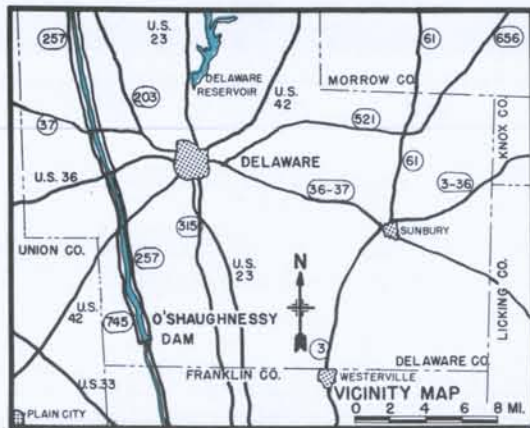 257
U.S.
23
61
656
203
DELAWARE
RESERVOIR
U.S.
42
MORROW CO.
KNOX CO.
37
521
U.S. 36
DELAWARE
61
36-37
3-36
315
SUNBURY
UNION CO.
257
U.S.
23
N
LICKING CO.
U.S.
42
745
O'SHAUGHNESSY
DAM
3
DELAWARE CO.
FRANKLIN CO.
U.S.33
WESTERVILLE
VICINITY MAP
PLAIN CITY
0 2 4 6 8 MI.